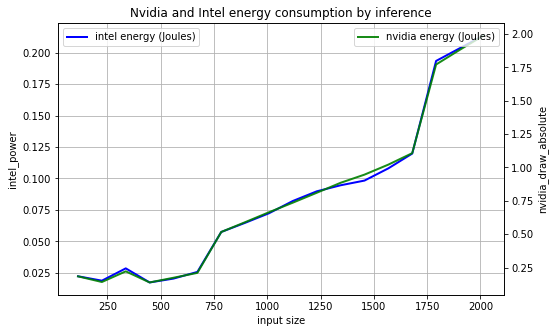 Nvidia and Intel energy consumption by inference
intel energy (Joules)
nvidia energy (Joules)
intel_power
0.200
0.175
0.150
0.125
0.100
0.075
0.050
0.025
2.00
1.75
1.50
1.25
1.00
0.75
0.50
0.25
nvidia_draw_absolute
250 500 750 1000 1250 1500 1750 2000
input size